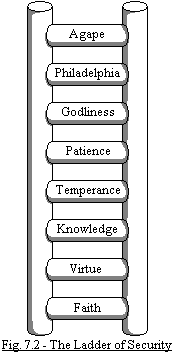 Agape
Philadelphia
Godliness
Patience
Temperance
Knowledge
Virtue
Faith
Fig. 7.2 - The Ladder of Security